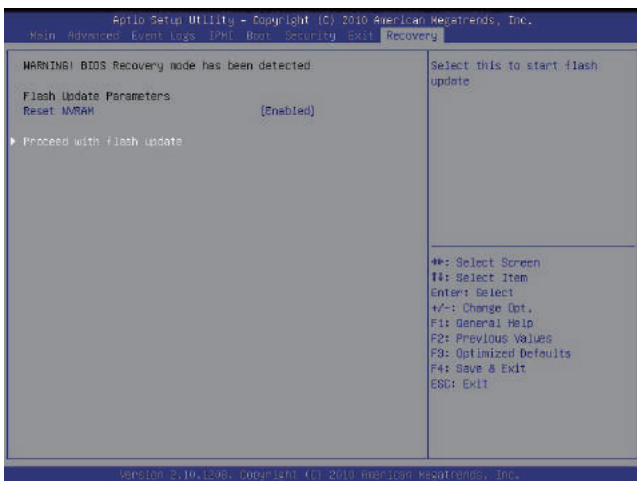 Aptio Setup Utility – Copyright (C) 2010 American Megatrends, Inc.
Main Advanced Event Logs IPMI Boot Security Exit Recovery
WARNING! BIOS Recovery mode has been detected
Flash Update Parameters
Reset NVRAM [Enabled]
Proceed with flash update
Select this to start flash
update
: Select Screen
↑↓: Select Item
Enter: Select
+/-: Change Opt.
F1: General Help
F2: Previous Values
F3: Optimized Defaults
F4: Save & Exit
ESC: Exit
Version 2.10.1208. Copyright (C) 2010 American Megatrends, Inc.